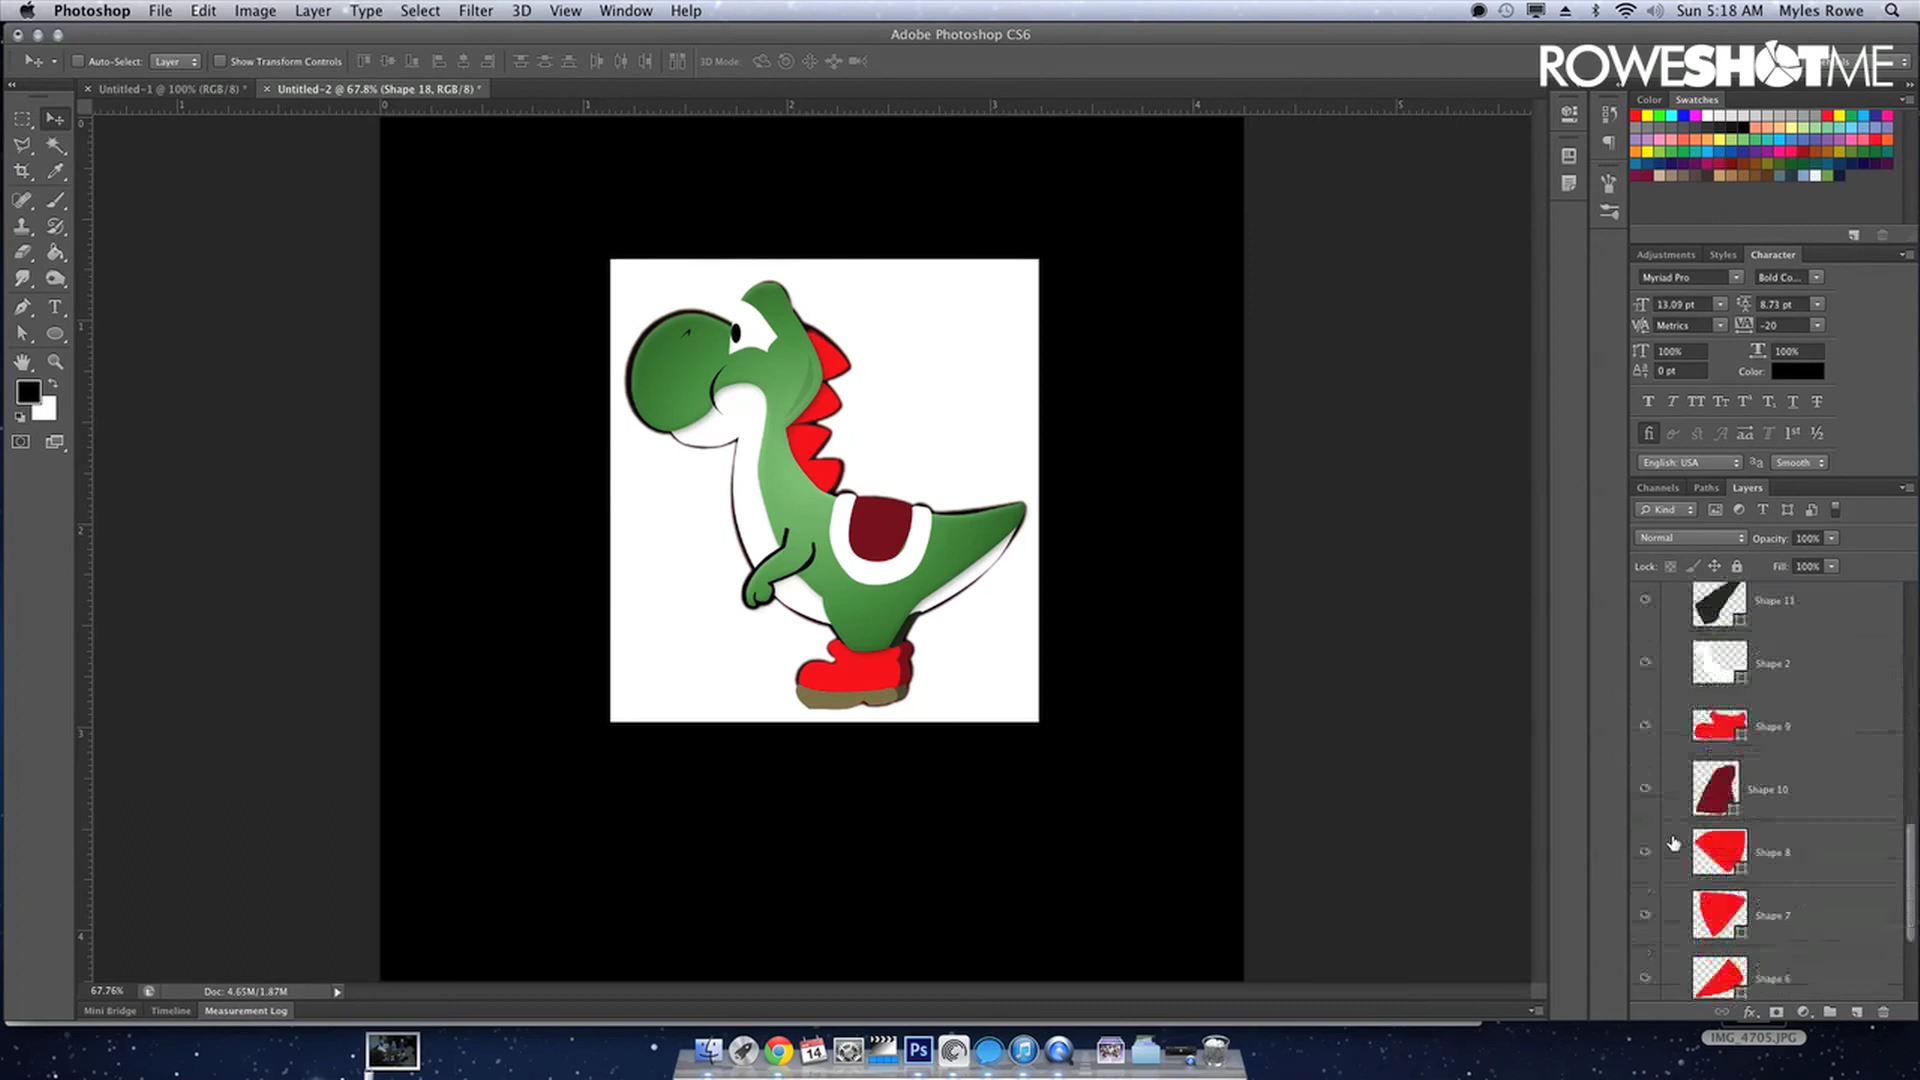 Photoshop File Edit Image Layer Type Select Filter 3D View Window Help Sun 5:18 AM Myles Rowe
Adobe Photoshop CS6
ROWESHOTME
Auto-Select: Layer Show Transform Controls 3D Mode:
Untitled-1 @ 100% (RGB/8) * Untitled-2 @ 67.8% (Shape 18, RGB/8) *
Color Swatches
Adjustments Styles Character
Myriad Pro Bold Co...
13.09 pt 8.73 pt
Metrics -20
100% 100%
0 pt Color:
English: USA Smooth
Channels Paths Layers
Kind
Normal Opacity: 100%
Lock: Fill: 100%
Shape 11
Shape 2
Shape 9
Shape 10
Shape 8
Shape 7
Shape 6
67.76% Doc: 4.65M/1.87M
Mini Bridge Timeline Measurement Log
IMG_4705.JPG